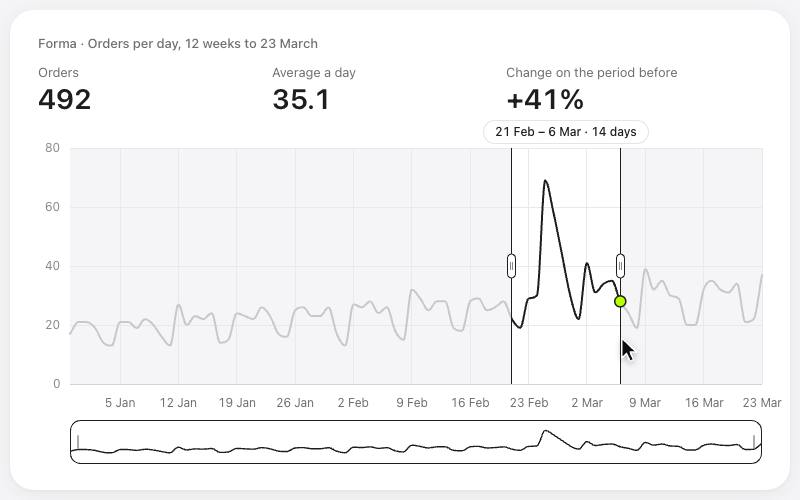 Forma · Orders per day, 12 weeks to 23 March
Orders
492
Average a day
35.1
Change on the period before
+41%
21 Feb – 6 Mar · 14 days
80
60
40
20
0
5 Jan 12 Jan 19 Jan 26 Jan 2 Feb 9 Feb 16 Feb 23 Feb 2 Mar 9 Mar 16 Mar 23 Mar